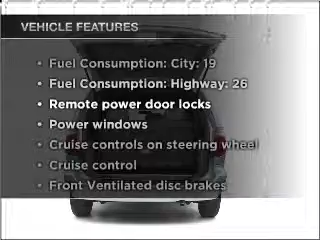 VEHICLE FEATURES
• Fuel Consumption: City: 19
• Fuel Consumption: Highway: 26
• Remote power door locks
• Power windows
• Cruise controls on steering wheel
• Cruise control
• Front Ventilated disc brakes